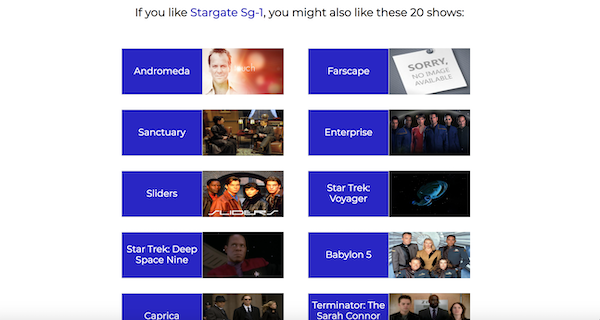 If you like Stargate Sg-1, you might also like these 20 shows:
Andromeda
Farscape
SORRY,
NO IMAGE
AVAILABLE
Sanctuary
Enterprise
Sliders
SLIDERS
Star Trek:
Voyager
Star Trek: Deep
Space Nine
Babylon 5
Caprica
Terminator: The
Sarah Connor